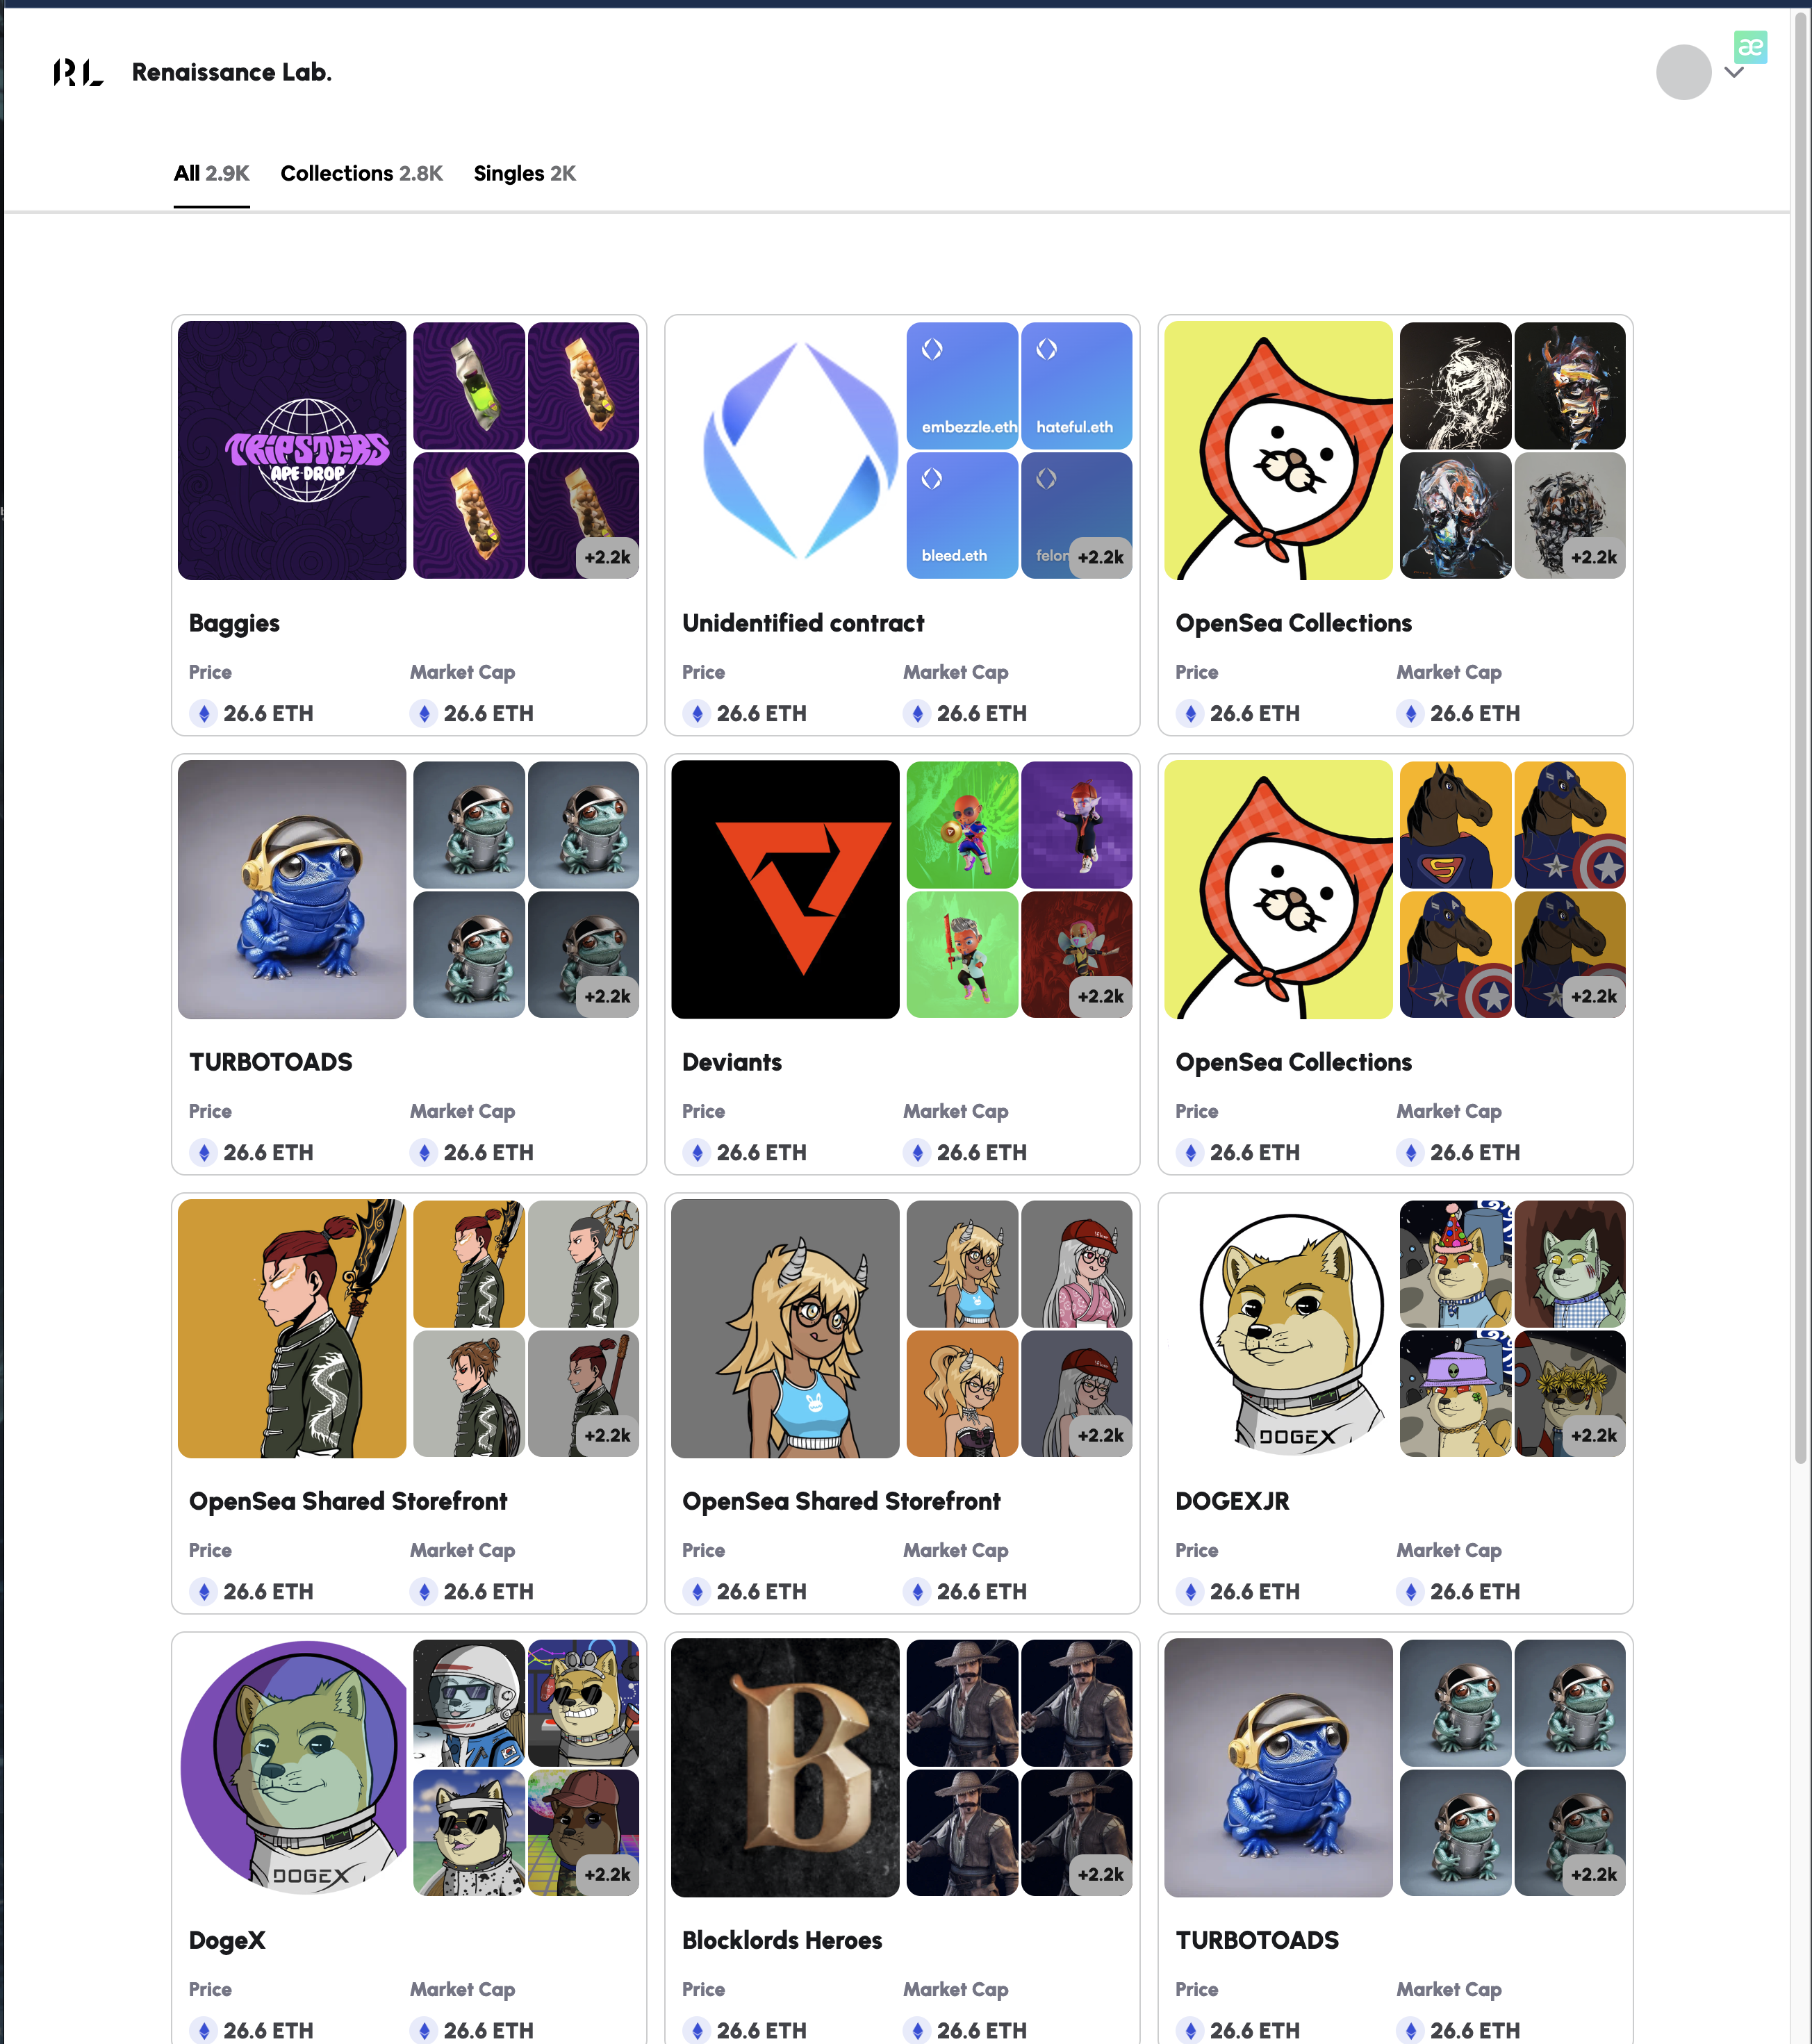 RL Renaissance Lab.
æ
All 2.9K Collections 2.8K Singles 2K
TRiPSTERS
APE DROP
+2.2k
embezzle.eth
hateful.eth
bleed.eth
felon
+2.2k
+2.2k
Baggies
Price Market Cap
26.6 ETH 26.6 ETH
Unidentified contract
Price Market Cap
26.6 ETH 26.6 ETH
OpenSea Collections
Price Market Cap
26.6 ETH 26.6 ETH
+2.2k
+2.2k
S
+2.2k
TURBOTOADS
Price Market Cap
26.6 ETH 26.6 ETH
Deviants
Price Market Cap
26.6 ETH 26.6 ETH
OpenSea Collections
Price Market Cap
26.6 ETH 26.6 ETH
+2.2k
+2.2k
DOGEX
+2.2k
OpenSea Shared Storefront
Price Market Cap
26.6 ETH 26.6 ETH
OpenSea Shared Storefront
Price Market Cap
26.6 ETH 26.6 ETH
DOGEXJR
Price Market Cap
26.6 ETH 26.6 ETH
DOGEX
+2.2k
B
+2.2k
+2.2k
DogeX
Price Market Cap
26.6 ETH 26.6 ETH
Blocklords Heroes
Price Market Cap
26.6 ETH 26.6 ETH
TURBOTOADS
Price Market Cap
26.6 ETH 26.6 ETH